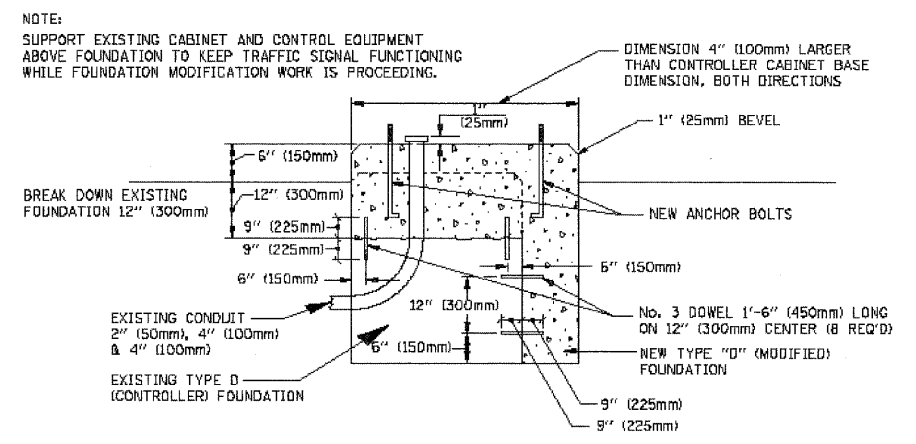 NOTE:
SUPPORT EXISTING CABINET AND CONTROL EQUIPMENT
ABOVE FOUNDATION TO KEEP TRAFFIC SIGNAL FUNCTIONING
WHILE FOUNDATION MODIFICATION WORK IS PROCEEDING.
DIMENSION 4" (100mm) LARGER
THAN CONTROLLER CABINET BASE
DIMENSION, BOTH DIRECTIONS
1"
(25mm)
1" (25mm) BEVEL
6" (150mm)
BREAK DOWN EXISTING
FOUNDATION 12" (300mm)
12" (300mm)
NEW ANCHOR BOLTS
9" (225mm)
9" (225mm)
6" (150mm)
6" (150mm)
EXISTING CONDUIT
2" (50mm), 4" (100mm)
& 4" (100mm)
12" (300mm)
No. 3 DOWEL 1'-6" (450mm) LONG
ON 12" (300mm) CENTER (8 REQ'D)
6" (150mm)
NEW TYPE "D" (MODIFIED)
FOUNDATION
EXISTING TYPE D
(CONTROLLER) FOUNDATION
9" (225mm)
9" (225mm)